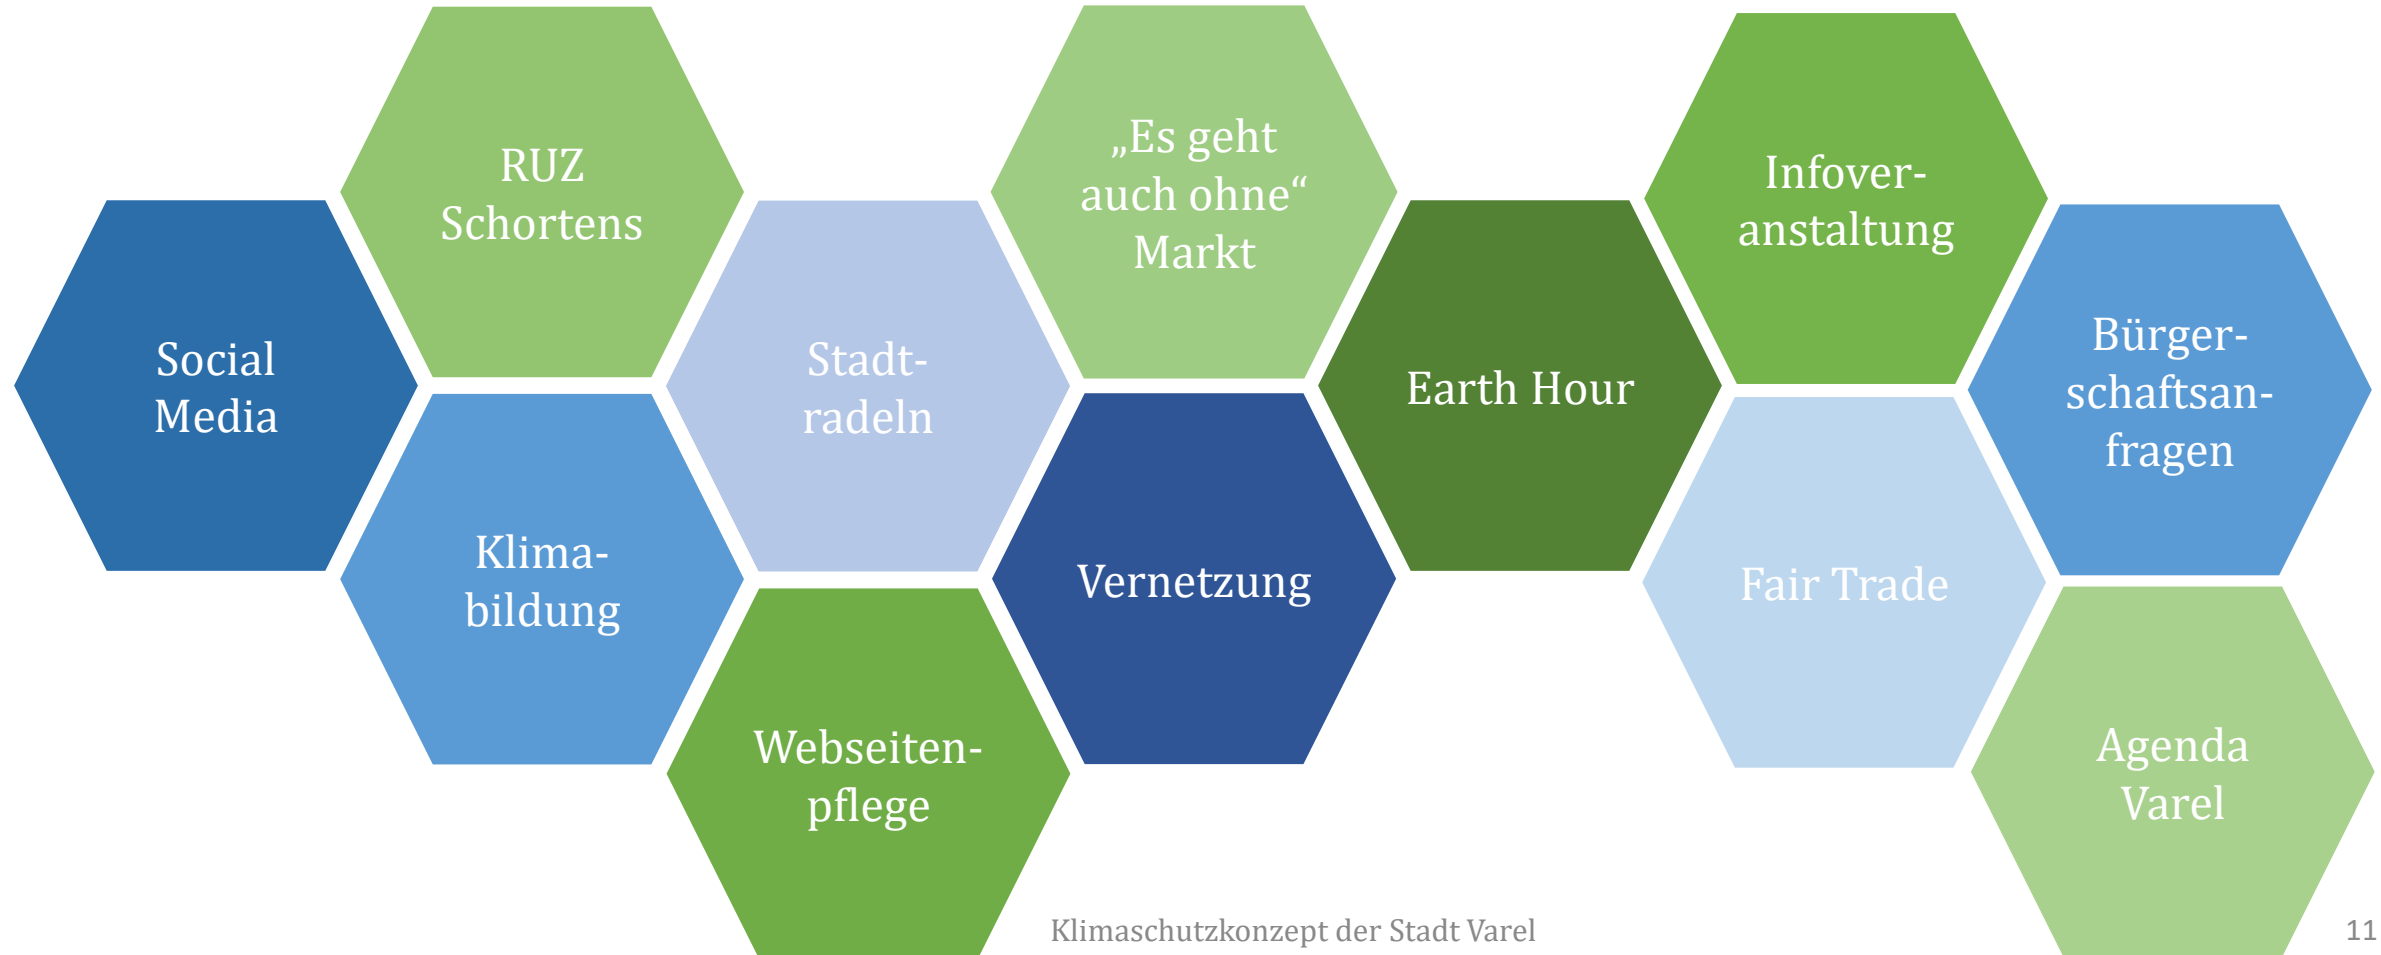 RUZ
Schortens
„Es geht
auch ohne“
Markt
Infover-
anstaltung
Social
Media
Stadt-
radeln
Earth Hour
Bürger-
schaftsan-
fragen
Klima-
bildung
Vernetzung
Fair Trade
Webseiten-
pflege
Agenda
Varel
Klimaschutzkonzept der Stadt Varel
11